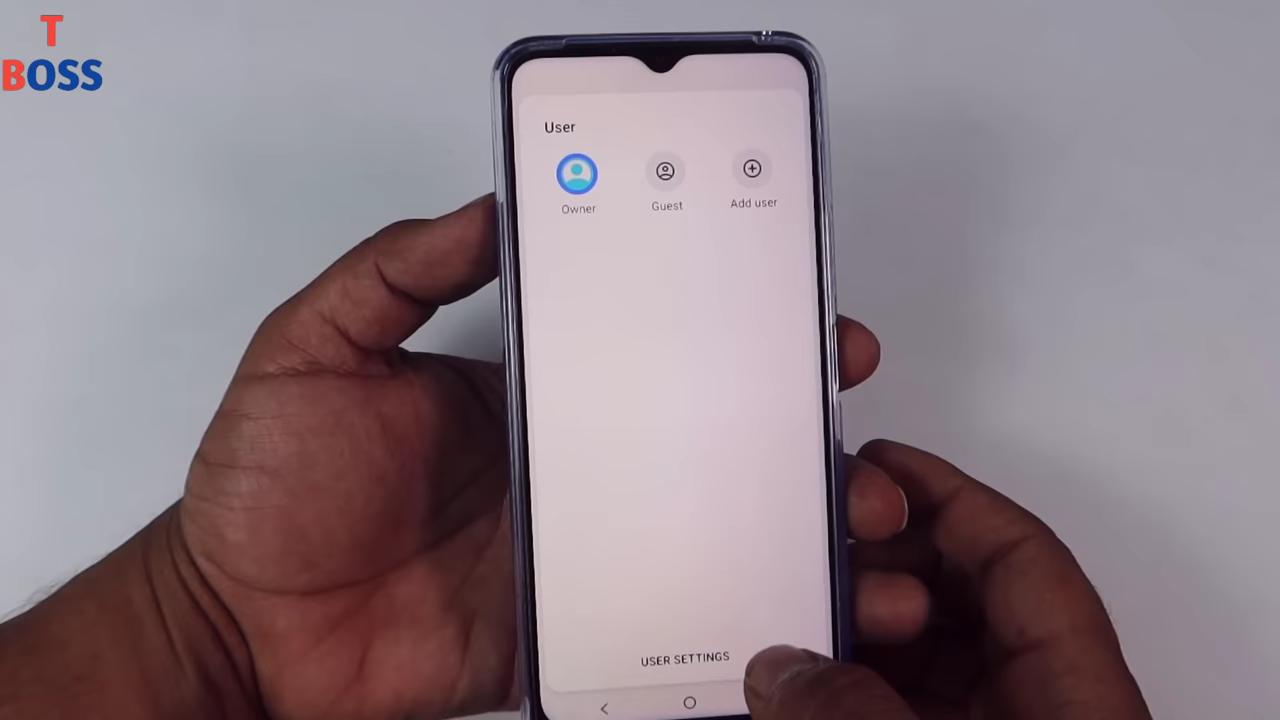 T
BOSS
User
Owner
Guest
Add user
USER SETTINGS